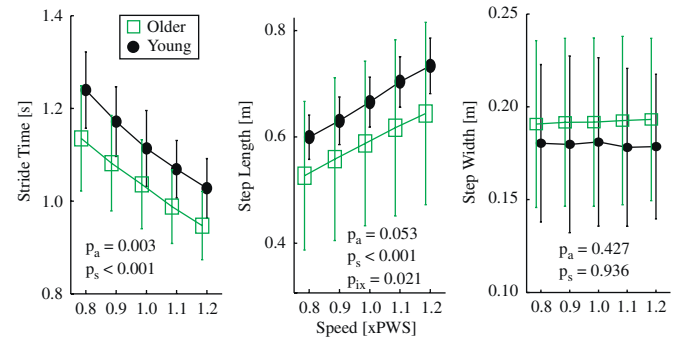 Older
Young
Stride Time [s]
1.4
1.2
1.0
0.8
p_a = 0.003
p_s < 0.001
0.8 0.9 1.0 1.1 1.2
Step Length [m]
0.8
0.6
0.4
p_a = 0.053
p_s < 0.001
p_ix = 0.021
0.8 0.9 1.0 1.1 1.2
Speed [xPWS]
Step Width [m]
0.25
0.20
0.15
0.10
p_a = 0.427
p_s = 0.936
0.8 0.9 1.0 1.1 1.2